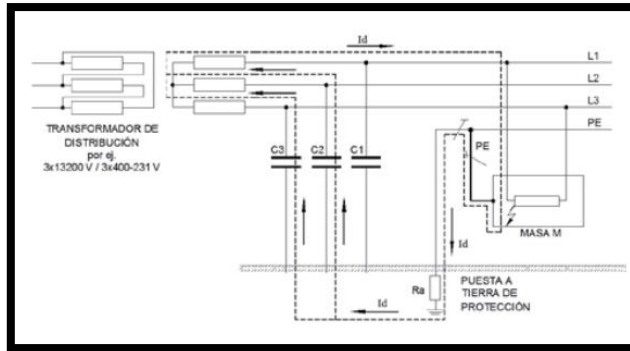 Id
L1
L2
L3
PE
TRANSFORMADOR DE
DISTRIBUCIÓN
por ej.
3x13200 V / 3x400-231 V
C3
C2
C1
PE
MASA M
Id
Ra
PUESTA A
TIERRA DE
PROTECCIÓN
Id